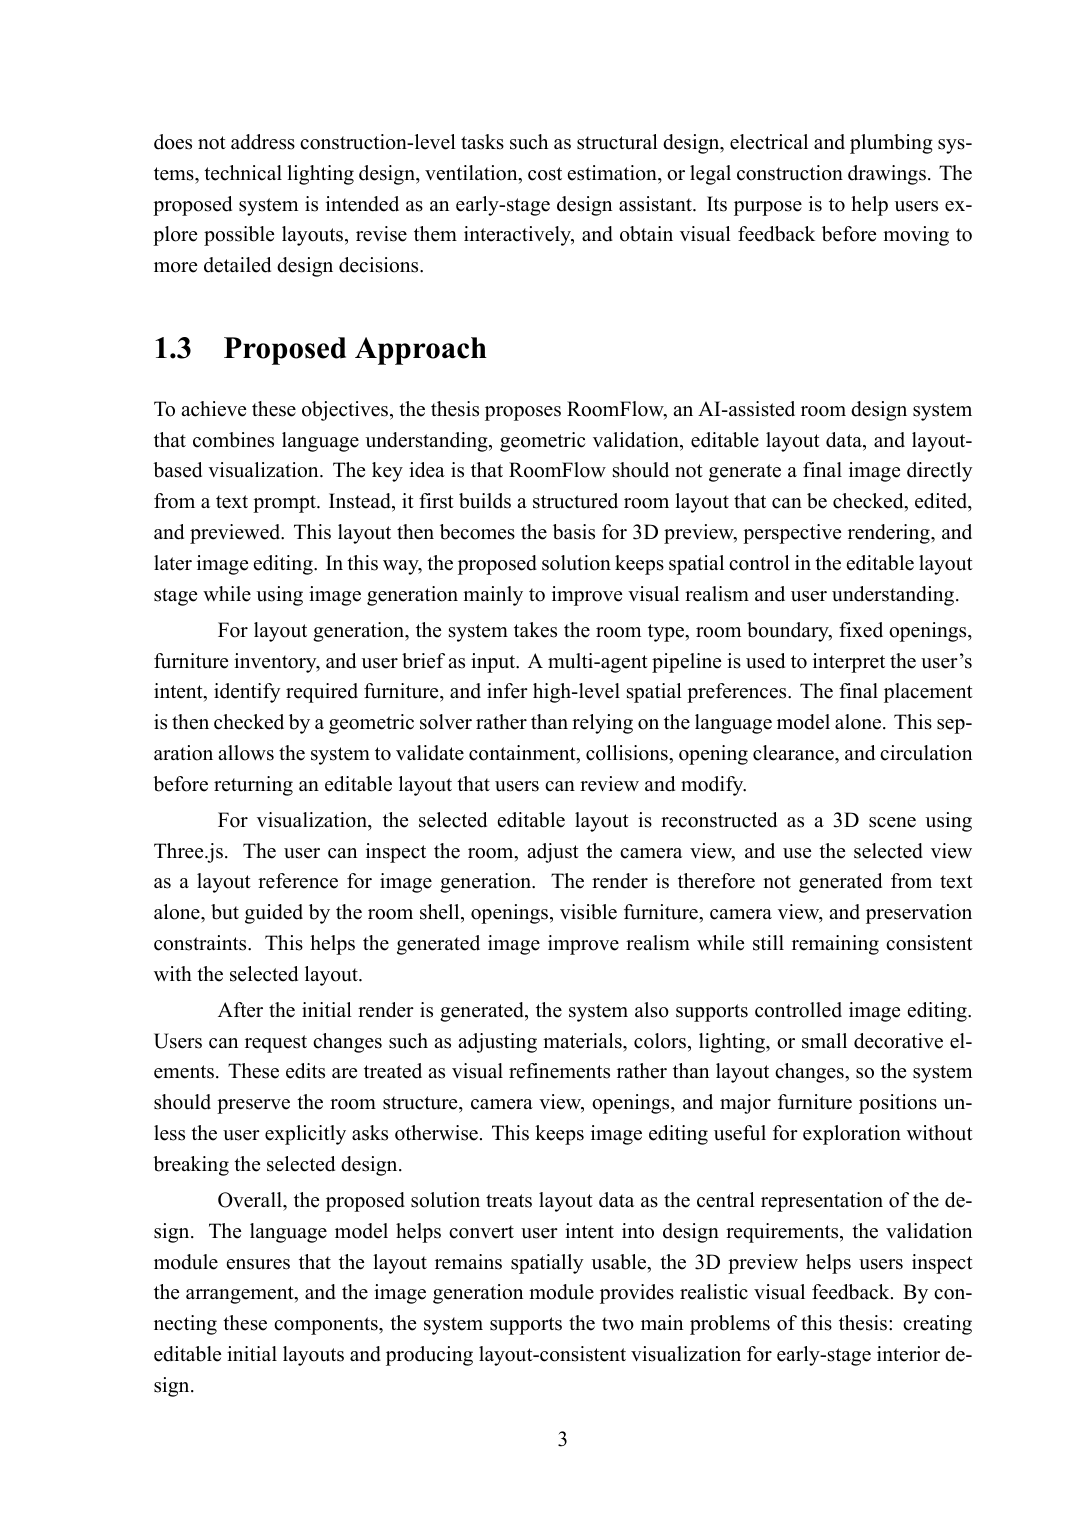 does not address construction-level tasks such as structural design, electrical and plumbing sys-
tems, technical lighting design, ventilation, cost estimation, or legal construction drawings. The
proposed system is intended as an early-stage design assistant. Its purpose is to help users ex-
plore possible layouts, revise them interactively, and obtain visual feedback before moving to
more detailed design decisions.
1.3 Proposed Approach
To achieve these objectives, the thesis proposes RoomFlow, an AI-assisted room design system
that combines language understanding, geometric validation, editable layout data, and layout-
based visualization. The key idea is that RoomFlow should not generate a final image directly
from a text prompt. Instead, it first builds a structured room layout that can be checked, edited,
and previewed. This layout then becomes the basis for 3D preview, perspective rendering, and
later image editing. In this way, the proposed solution keeps spatial control in the editable layout
stage while using image generation mainly to improve visual realism and user understanding.
For layout generation, the system takes the room type, room boundary, fixed openings,
furniture inventory, and user brief as input. A multi-agent pipeline is used to interpret the user’s
intent, identify required furniture, and infer high-level spatial preferences. The final placement
is then checked by a geometric solver rather than relying on the language model alone. This sep-
aration allows the system to validate containment, collisions, opening clearance, and circulation
before returning an editable layout that users can review and modify.
For visualization, the selected editable layout is reconstructed as a 3D scene using
Three.js. The user can inspect the room, adjust the camera view, and use the selected view
as a layout reference for image generation. The render is therefore not generated from text
alone, but guided by the room shell, openings, visible furniture, camera view, and preservation
constraints. This helps the generated image improve realism while still remaining consistent
with the selected layout.
After the initial render is generated, the system also supports controlled image editing.
Users can request changes such as adjusting materials, colors, lighting, or small decorative el-
ements. These edits are treated as visual refinements rather than layout changes, so the system
should preserve the room structure, camera view, openings, and major furniture positions un-
less the user explicitly asks otherwise. This keeps image editing useful for exploration without
breaking the selected design.
Overall, the proposed solution treats layout data as the central representation of the de-
sign. The language model helps convert user intent into design requirements, the validation
module ensures that the layout remains spatially usable, the 3D preview helps users inspect
the arrangement, and the image generation module provides realistic visual feedback. By con-
necting these components, the system supports the two main problems of this thesis: creating
editable initial layouts and producing layout-consistent visualization for early-stage interior de-
sign.
3